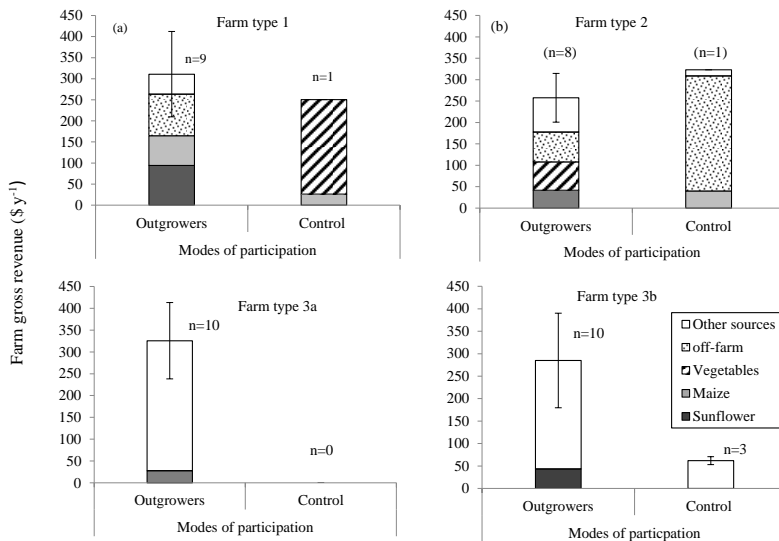 Farm type 1
(a)
n=9
n=1
450
400
350
300
250
200
150
100
50
0
Outgrowers
Control
Modes of participation
Farm type 2
(b)
(n=8)
(n=1)
450
400
350
300
250
200
150
100
50
0
Outgrowers
Control
Modes of participation
Farm gross revenue ($ y-1)
Farm type 3a
n=10
n=0
450
400
350
300
250
200
150
100
50
0
Outgrowers
Control
Modes of participation
Farm type 3b
n=10
n=3
450
400
350
300
250
200
150
100
50
0
Other sources
off-farm
Vegetables
Maize
Sunflower
Outgrowers
Control
Modes of partcipation